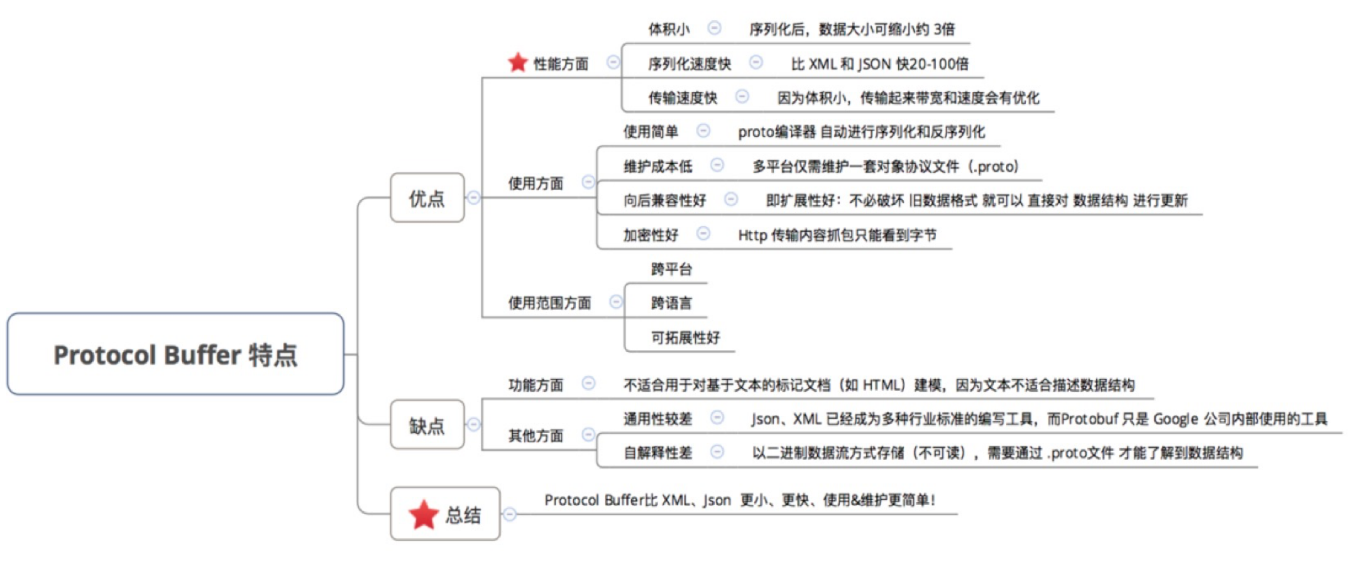 体积小 序列化后，数据大小可缩小约 3倍
性能方面 序列化速度快 比 XML 和 JSON 快20-100倍
传输速度快 因为体积小，传输起来带宽和速度会有优化
使用简单 proto编译器 自动进行序列化和反序列化
维护成本低 多平台仅需维护一套对象协议文件（.proto）
优点 使用方面
向后兼容性好 即扩展性好：不必破坏 旧数据格式 就可以 直接对 数据结构 进行更新
加密性好 Http 传输内容抓包只能看到字节
跨平台
使用范围方面 跨语言
可拓展性好
Protocol Buffer 特点
功能方面 不适合用于对基于文本的标记文档（如 HTML）建模，因为文本不适合描述数据结构
缺点
通用性较差 Json、XML 已经成为多种行业标准的编写工具，而Protobuf 只是 Google 公司内部使用的工具
其他方面
自解释性差 以二进制数据流方式存储（不可读），需要通过 .proto文件 才能了解到数据结构
总结 Protocol Buffer比 XML、Json 更小、更快、使用&维护更简单！